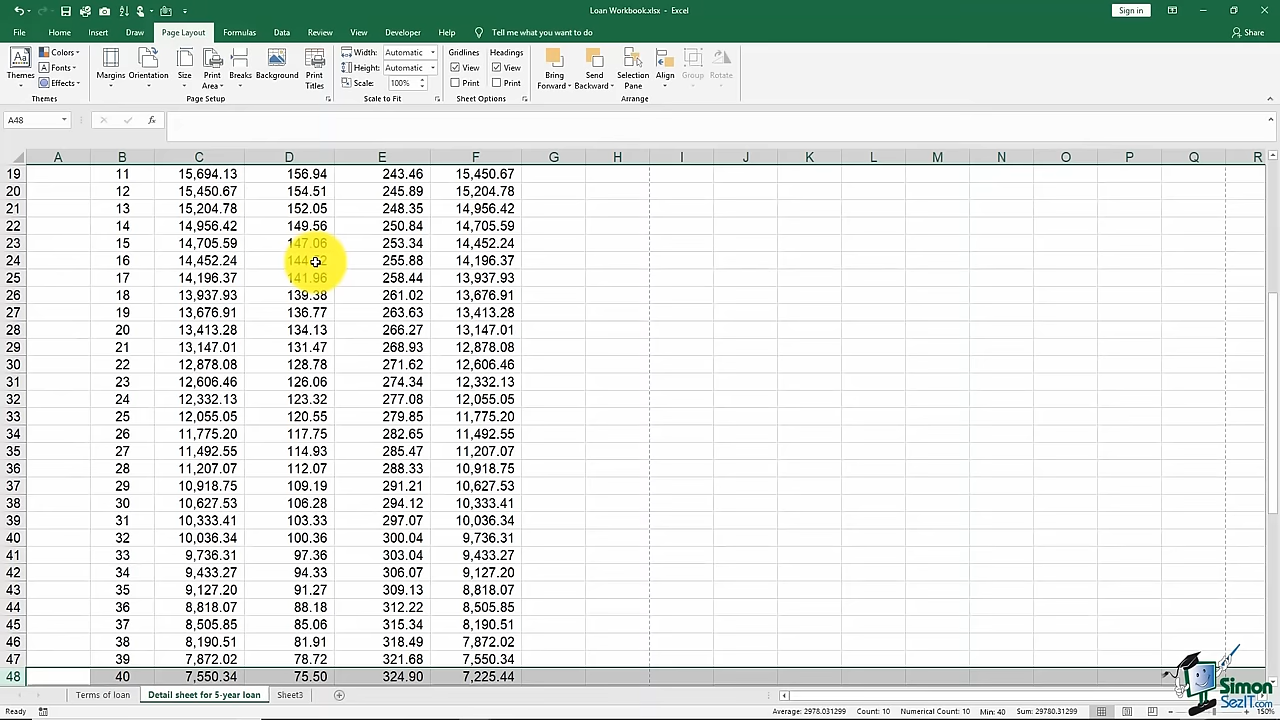 Loan Workbook.xlsx - Excel
Sign in
File Home Insert Draw Page Layout Formulas Data Review View Developer Help Tell me what you want to do Share
Themes Colors Fonts Effects Margins Orientation Size Print Area Breaks Background Print Titles Width: Automatic Height: Automatic Scale: 100% Gridlines View Print Headings View Print Bring Forward Send Backward Selection Pane Align Group Rotate
Themes Page Setup Scale to Fit Sheet Options Arrange
A48 fx
A B C D E F G H I J K L M N O P Q R
19 11 15,694.13 156.94 243.46 15,450.67
20 12 15,450.67 154.51 245.89 15,204.78
21 13 15,204.78 152.05 248.35 14,956.42
22 14 14,956.42 149.56 250.84 14,705.59
23 15 14,705.59 147.06 253.34 14,452.24
24 16 14,452.24 255.88 14,196.37
25 17 14,196.37 141.96 258.44 13,937.93
26 18 13,937.93 139.38 261.02 13,676.91
27 19 13,676.91 136.77 263.63 13,413.28
28 20 13,413.28 134.13 266.27 13,147.01
29 21 13,147.01 131.47 268.93 12,878.08
30 22 12,878.08 128.78 271.62 12,606.46
31 23 12,606.46 126.06 274.34 12,332.13
32 24 12,332.13 123.32 277.08 12,055.05
33 25 12,055.05 120.55 279.85 11,775.20
34 26 11,775.20 117.75 282.65 11,492.55
35 27 11,492.55 114.93 285.47 11,207.07
36 28 11,207.07 112.07 288.33 10,918.75
37 29 10,918.75 109.19 291.21 10,627.53
38 30 10,627.53 106.28 294.12 10,333.41
39 31 10,333.41 103.33 297.07 10,036.34
40 32 10,036.34 100.36 300.04 9,736.31
41 33 9,736.31 97.36 303.04 9,433.27
42 34 9,433.27 94.33 306.07 9,127.20
43 35 9,127.20 91.27 309.13 8,818.07
44 36 8,818.07 88.18 312.22 8,505.85
45 37 8,505.85 85.06 315.34 8,190.51
46 38 8,190.51 81.91 318.49 7,872.02
47 39 7,872.02 78.72 321.68 7,550.34
48 40 7,550.34 75.50 324.90 7,225.44
Terms of loan Detail sheet for 5-year loan Sheet3
Ready Average: 2978.031299 Count: 10 Numerical Count: 10 Min: 40 Sum: 29780.31299 150%
Simon
SezIT.com